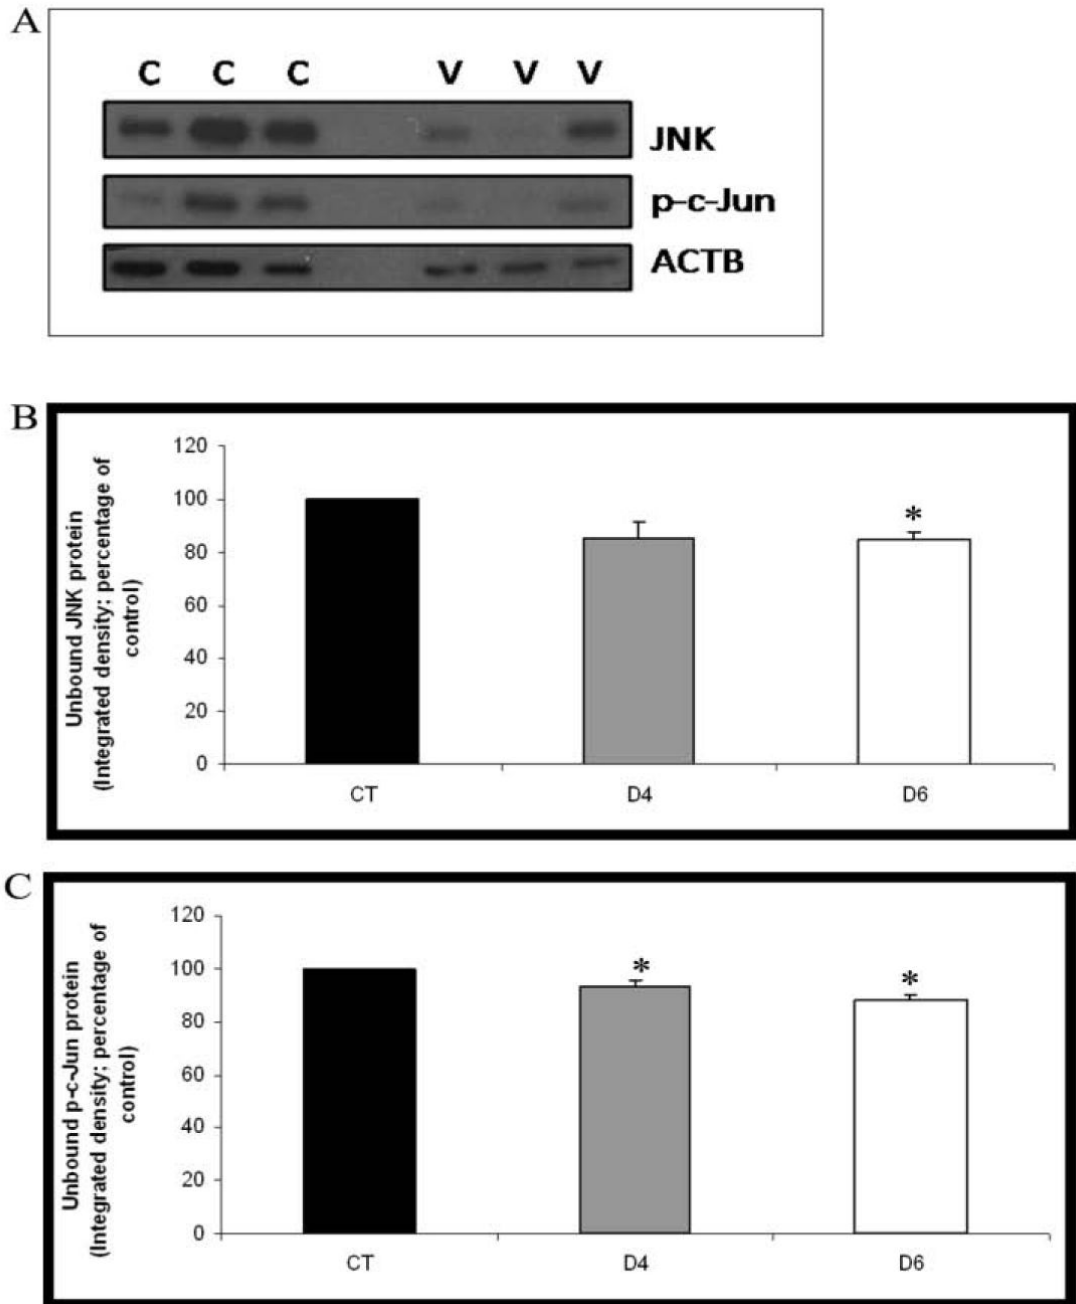 A
C C C V V V
JNK
p-c-Jun
ACTB
B
Unbound JNK protein
(Integrated density; percentage of
control)
120
100
80
60
40
20
0
*
CT D4 D6
C
Unbound p-c-Jun protein
(Integrated density; percentage of
control)
120
100
80
60
40
20
0
* *
CT D4 D6